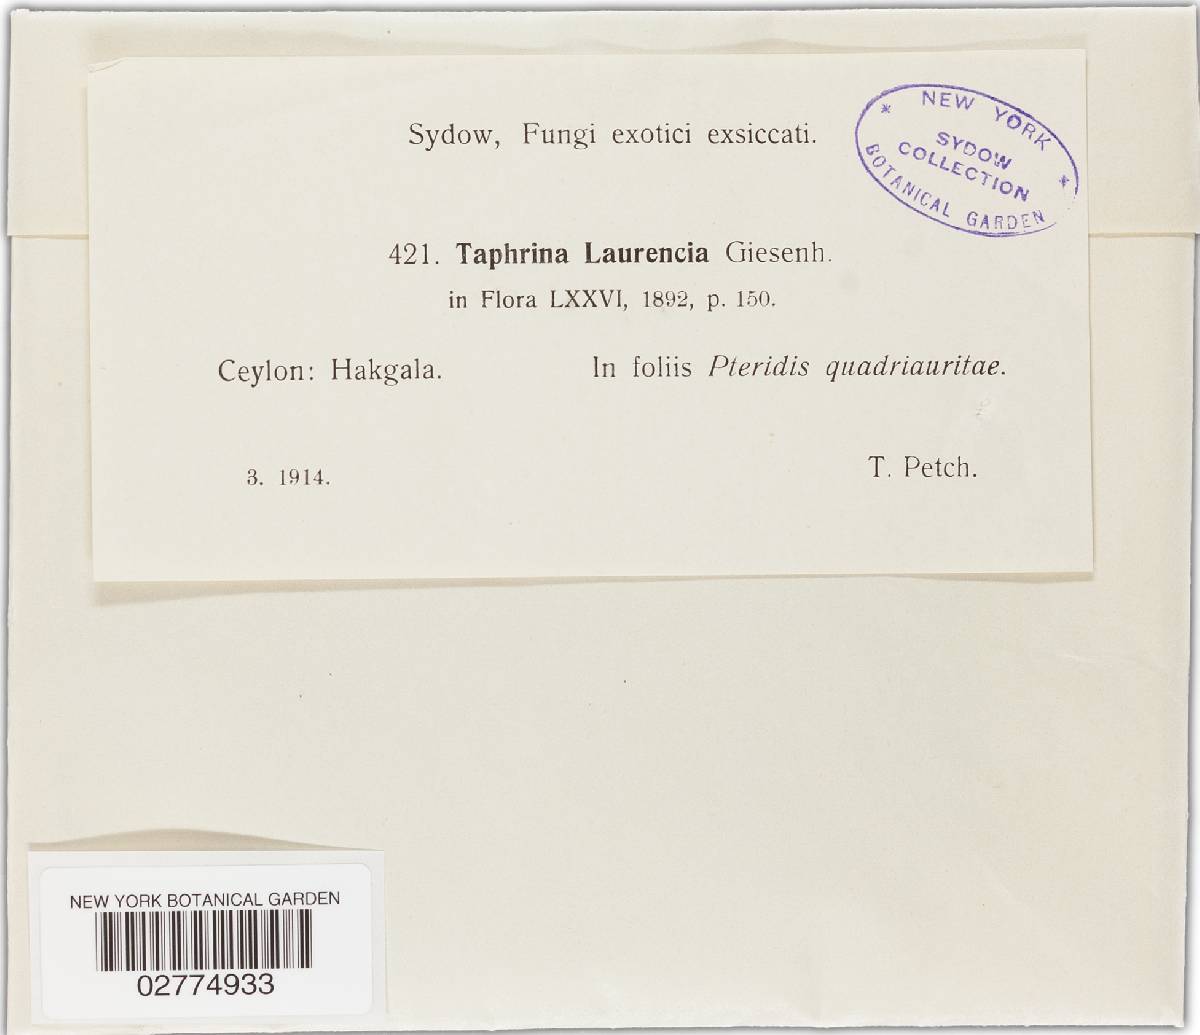 Sydow, Fungi exotici exsiccati.
NEW YORK
SYDOW
COLLECTION
BOTANICAL GARDEN
421. Taphrina Laurencia Giesenh.
in Flora LXXVI, 1892, p. 150.
Ceylon: Hakgala. In foliis Pteridis quadriauritae.
3. 1914. T. Petch.
NEW YORK BOTANICAL GARDEN
02774933